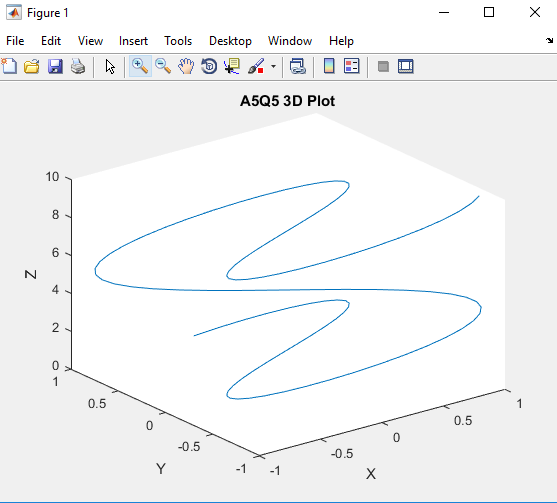 Figure 1
File Edit View Insert Tools Desktop Window Help
A5Q5 3D Plot
10
8
6
4
2
0
Z
1
0.5
0
-0.5
-1
Y
-1
-0.5
0
0.5
1
X